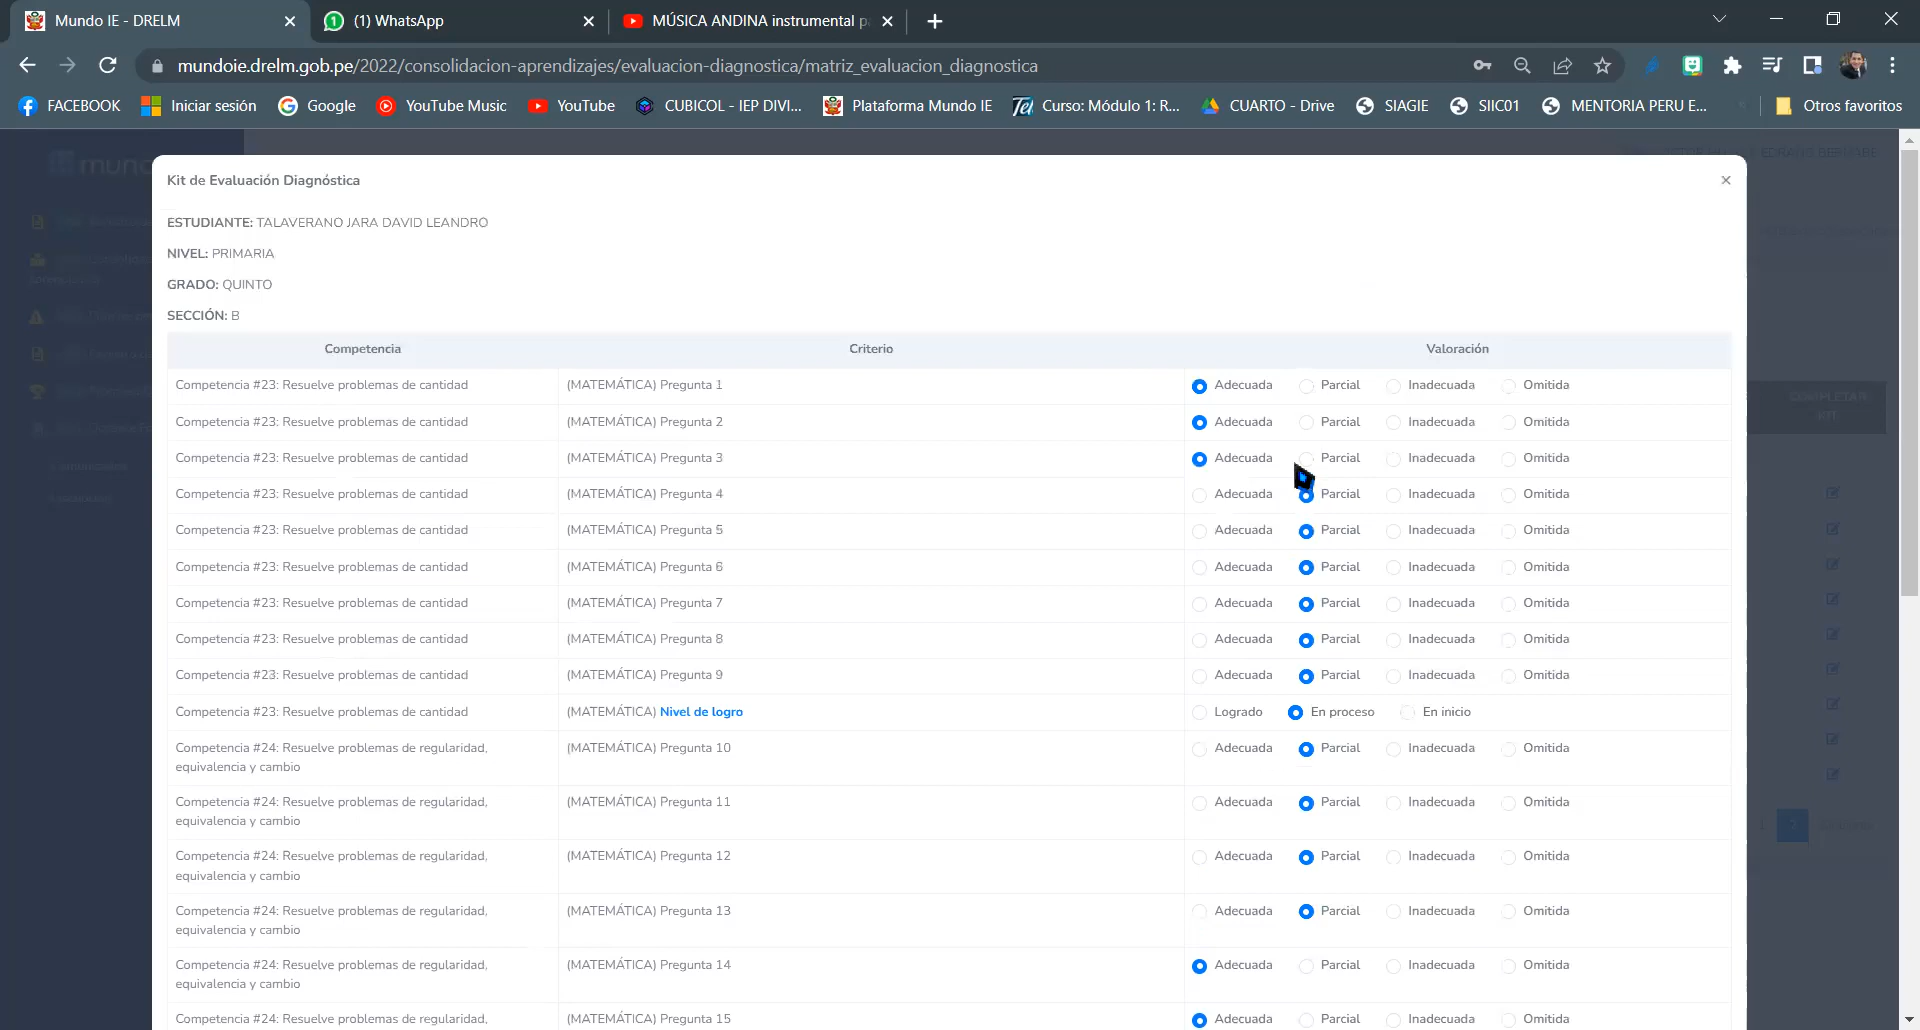 Mundo IE - DRELM
(1) WhatsApp
MÚSICA ANDINA instrumental pa
mundoie.drelm.gob.pe/2022/consolidacion-aprendizajes/evaluacion-diagnostica/matriz_evaluacion_diagnostica
FACEBOOK Iniciar sesión Google YouTube Music YouTube CUBICOL - IEP DIVI... Plataforma Mundo IE Curso: Módulo 1: R... CUARTO - Drive SIAGIE SIIC01 MENTORIA PERU E... Otros favoritos
mundo
Kit de Evaluación Diagnóstica
ESTUDIANTE: TALAVERANO JARA DAVID LEANDRO
NIVEL: PRIMARIA
GRADO: QUINTO
SECCIÓN: B
Competencia Criterio Valoración
Competencia #23: Resuelve problemas de cantidad (MATEMÁTICA) Pregunta 1 Adecuada Parcial Inadecuada Omitida
Competencia #23: Resuelve problemas de cantidad (MATEMÁTICA) Pregunta 2 Adecuada Parcial Inadecuada Omitida
Competencia #23: Resuelve problemas de cantidad (MATEMÁTICA) Pregunta 3 Adecuada Parcial Inadecuada Omitida
Competencia #23: Resuelve problemas de cantidad (MATEMÁTICA) Pregunta 4 Adecuada Parcial Inadecuada Omitida
Competencia #23: Resuelve problemas de cantidad (MATEMÁTICA) Pregunta 5 Adecuada Parcial Inadecuada Omitida
Competencia #23: Resuelve problemas de cantidad (MATEMÁTICA) Pregunta 6 Adecuada Parcial Inadecuada Omitida
Competencia #23: Resuelve problemas de cantidad (MATEMÁTICA) Pregunta 7 Adecuada Parcial Inadecuada Omitida
Competencia #23: Resuelve problemas de cantidad (MATEMÁTICA) Pregunta 8 Adecuada Parcial Inadecuada Omitida
Competencia #23: Resuelve problemas de cantidad (MATEMÁTICA) Pregunta 9 Adecuada Parcial Inadecuada Omitida
Competencia #23: Resuelve problemas de cantidad (MATEMÁTICA) Nivel de logro Logrado En proceso En inicio
Competencia #24: Resuelve problemas de regularidad, (MATEMÁTICA) Pregunta 10 Adecuada Parcial Inadecuada Omitida
equivalencia y cambio
Competencia #24: Resuelve problemas de regularidad, (MATEMÁTICA) Pregunta 11 Adecuada Parcial Inadecuada Omitida
equivalencia y cambio
Competencia #24: Resuelve problemas de regularidad, (MATEMÁTICA) Pregunta 12 Adecuada Parcial Inadecuada Omitida
equivalencia y cambio
Competencia #24: Resuelve problemas de regularidad, (MATEMÁTICA) Pregunta 13 Adecuada Parcial Inadecuada Omitida
equivalencia y cambio
Competencia #24: Resuelve problemas de regularidad, (MATEMÁTICA) Pregunta 14 Adecuada Parcial Inadecuada Omitida
equivalencia y cambio
Competencia #24: Resuelve problemas de regularidad, (MATEMÁTICA) Pregunta 15 Adecuada Parcial Inadecuada Omitida
COMPLETAR
KIT